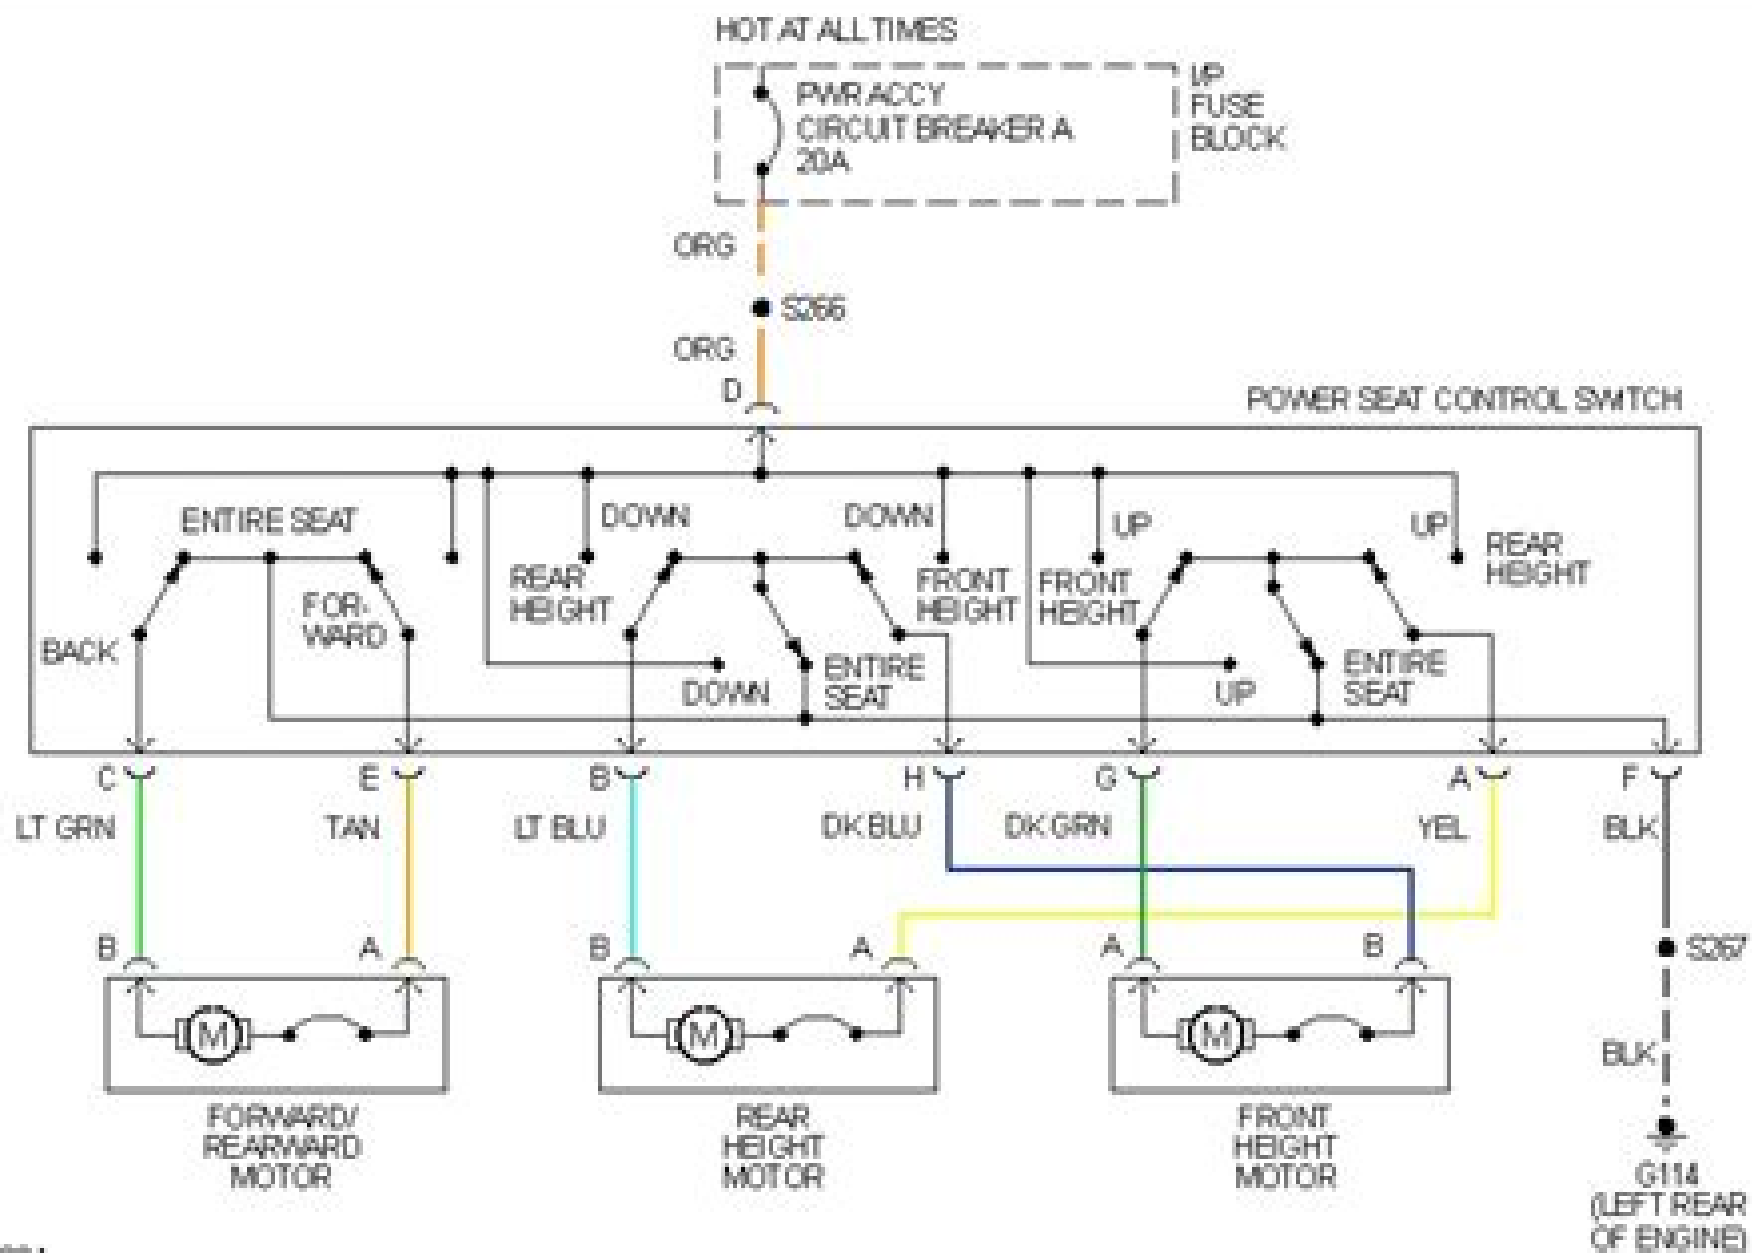 HOT AT ALL TIMES
PWR ACCY
CIRCUIT BREAKER A
20A
I/P
FUSE
BLOCK
ORG
S266
ORG
D
POWER SEAT CONTROL SWITCH
ENTIRE SEAT
DOWN
DOWN
UP
UP
REAR
HEIGHT
REAR
HEIGHT
FRONT
HEIGHT
FRONT
HEIGHT
FOR-
WARD
BACK
DOWN
ENTIRE
SEAT
UP
ENTIRE
SEAT
C
E
B
H
G
A
F
LT GRN
TAN
LT BLU
DK BLU
DK GRN
YEL
BLK
B
A
B
A
A
B
S267
M
M
M
BLK
FORWARD/
REARWARD
MOTOR
REAR
HEIGHT
MOTOR
FRONT
HEIGHT
MOTOR
G114
(LEFT REAR
OF ENGINE)